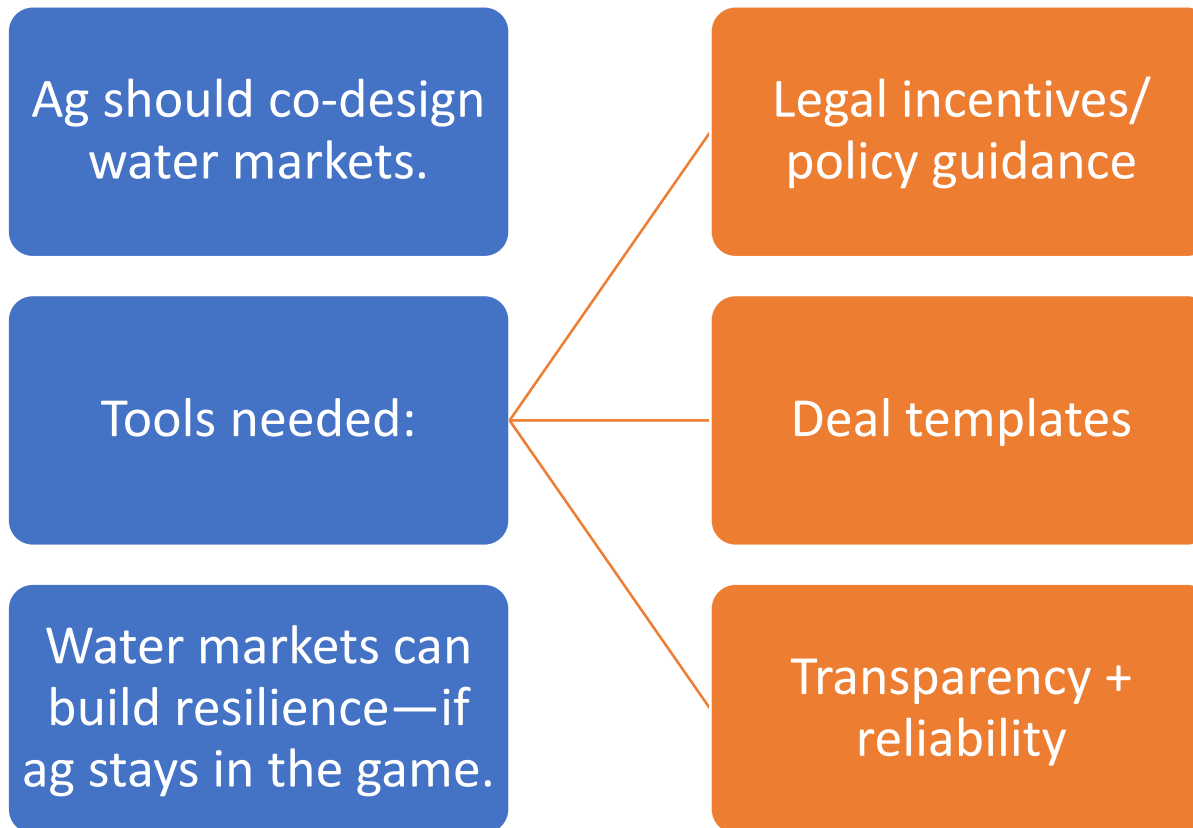 Ag should co-design
water markets.
Tools needed:
Legal incentives/
policy guidance
Deal templates
Transparency +
reliability
Water markets can
build resilience—if
ag stays in the game.